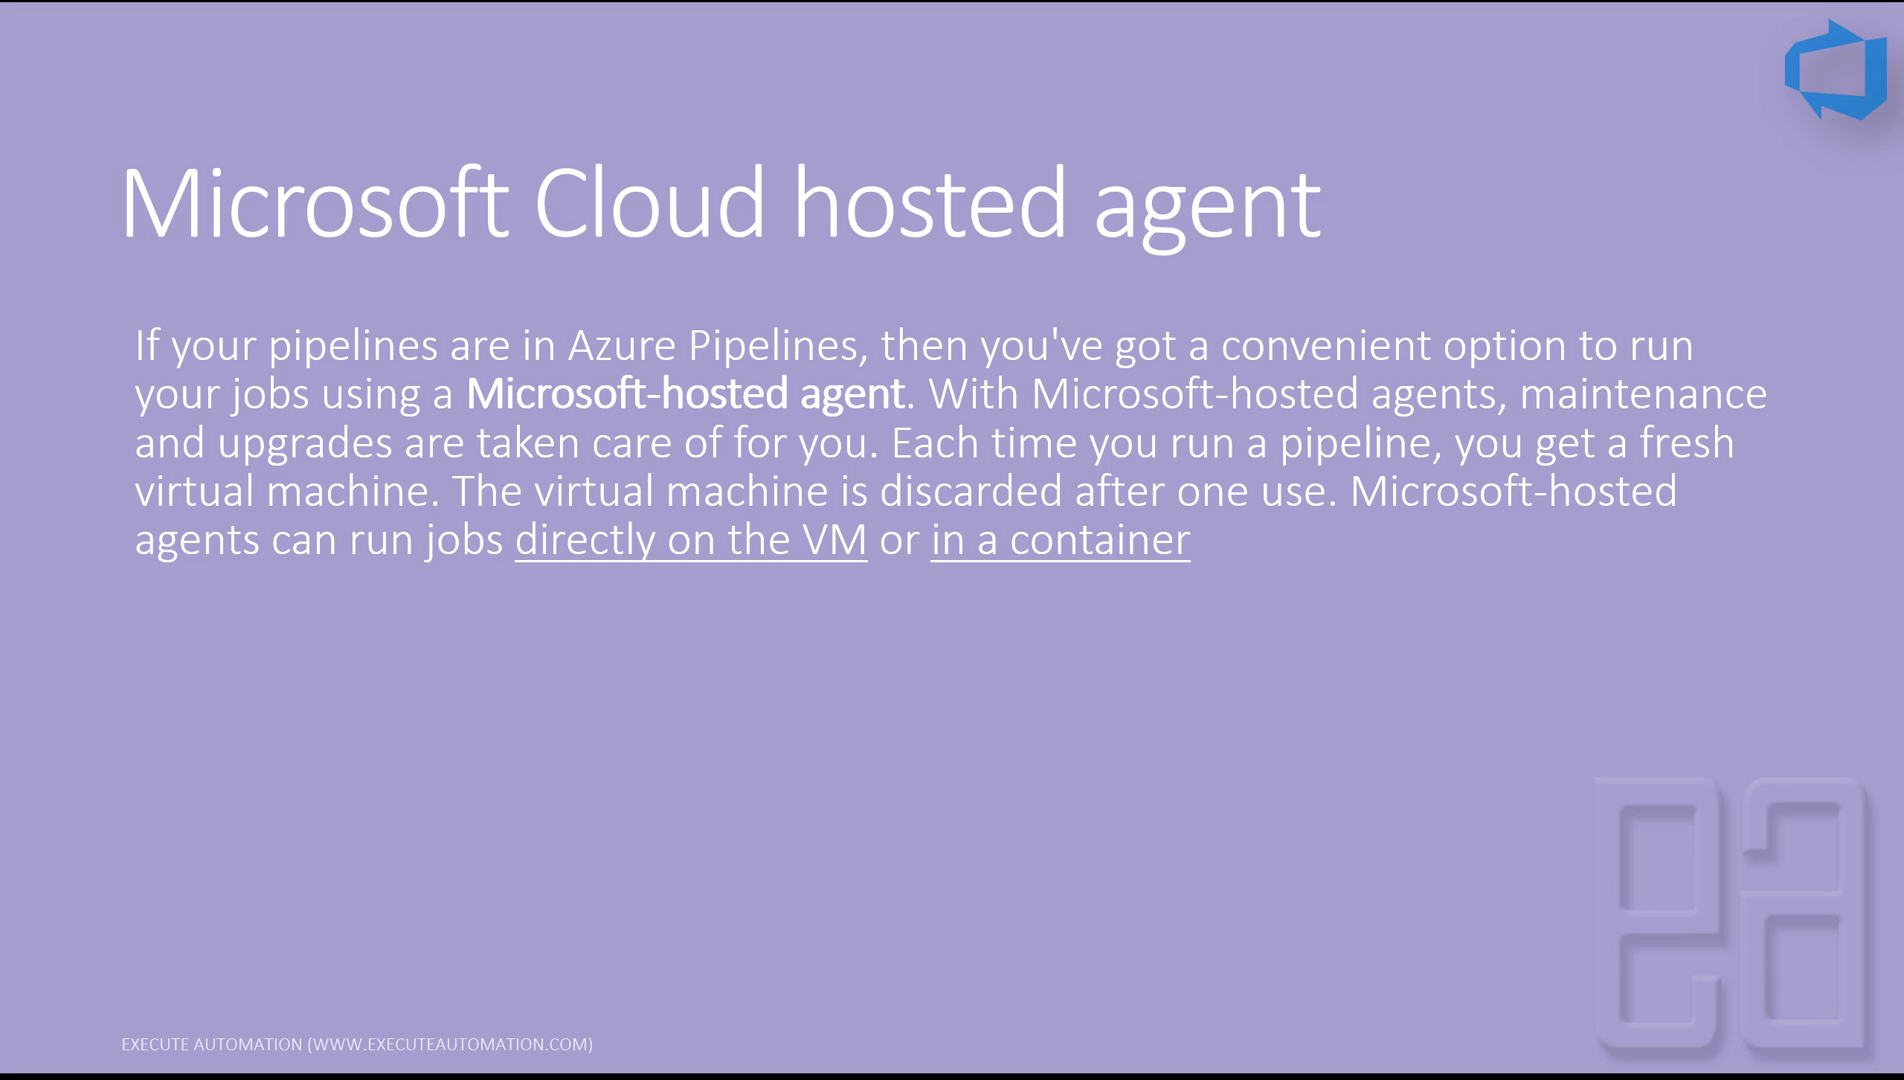 Microsoft Cloud hosted agent
If your pipelines are in Azure Pipelines, then you've got a convenient option to run
your jobs using a Microsoft-hosted agent. With Microsoft-hosted agents, maintenance
and upgrades are taken care of for you. Each time you run a pipeline, you get a fresh
virtual machine. The virtual machine is discarded after one use. Microsoft-hosted
agents can run jobs directly on the VM or in a container
ea
EXECUTE AUTOMATION (WWW.EXECUTEAUTOMATION.COM)